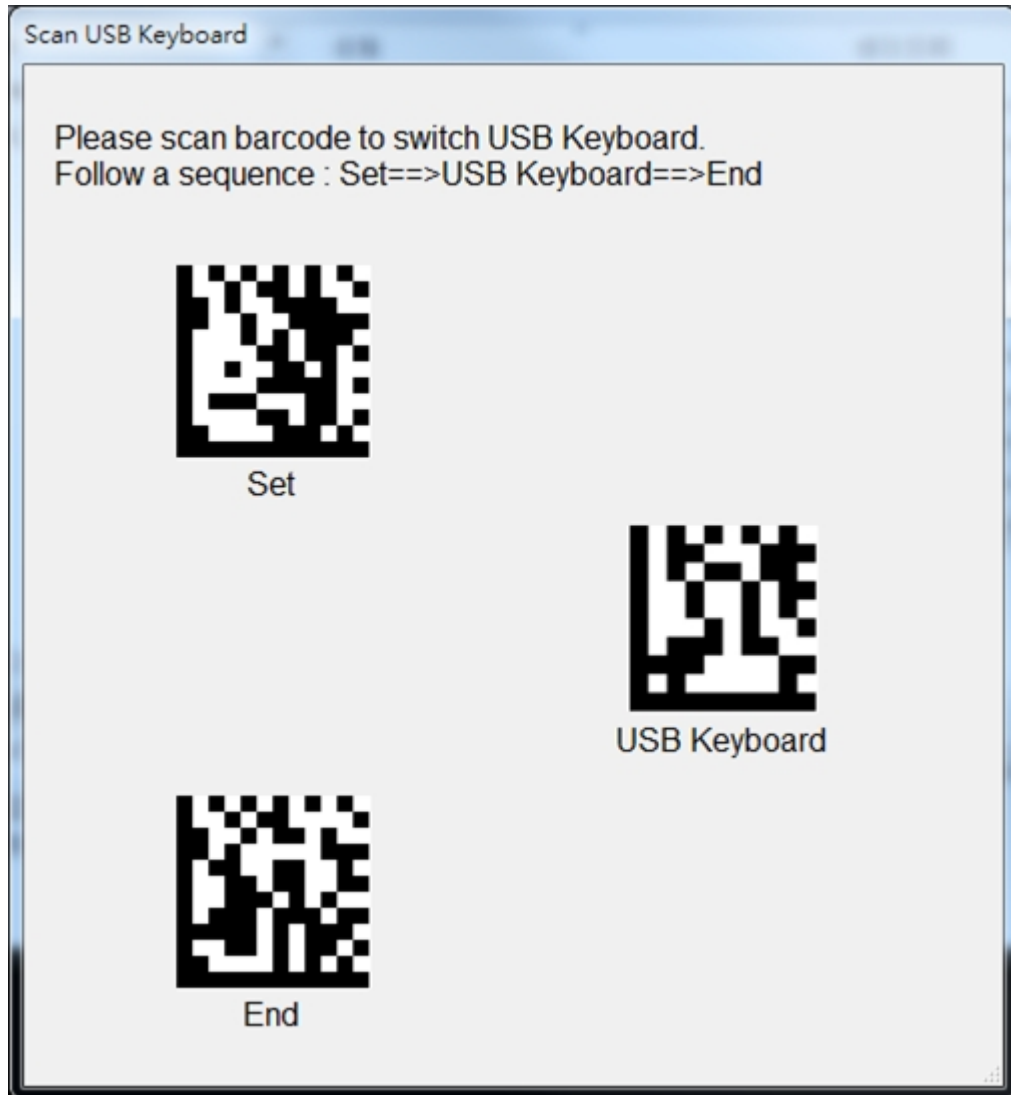 Scan USB Keyboard
Please scan barcode to switch USB Keyboard.
Follow a sequence : Set==>USB Keyboard==>End
Set
USB Keyboard
End